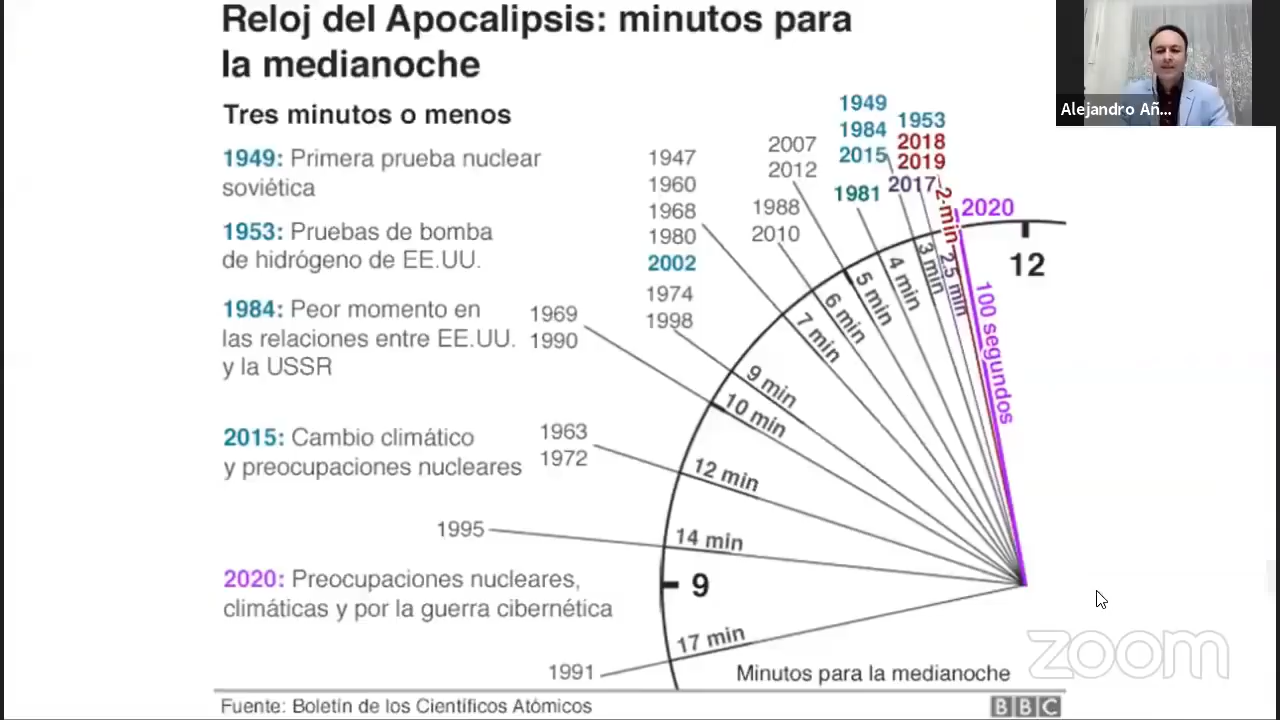 Reloj del Apocalipsis: minutos para
la medianoche
Tres minutos o menos
1949: Primera prueba nuclear
soviética
1953: Pruebas de bomba
de hidrógeno de EE.UU.
1984: Peor momento en
las relaciones entre EE.UU.
y la USSR
2015: Cambio climático
y preocupaciones nucleares
2020: Preocupaciones nucleares,
climáticas y por la guerra cibernética
1991
1995
1963
1972
1969
1990
1974
1998
1947
1960
1968
1980
2002
1988
2010
2007
2012
1981
1949
1984
2015
2017
1953
2018
2019
2020
17 min
14 min
12 min
10 min
9 min
7 min
6 min
5 min
4 min
3 min
2.5 min
2 min
100 segundos
9
12
Minutos para la medianoche
Fuente: Boletín de los Científicos Atómicos
BBC
Alejandro Añ...
zoom